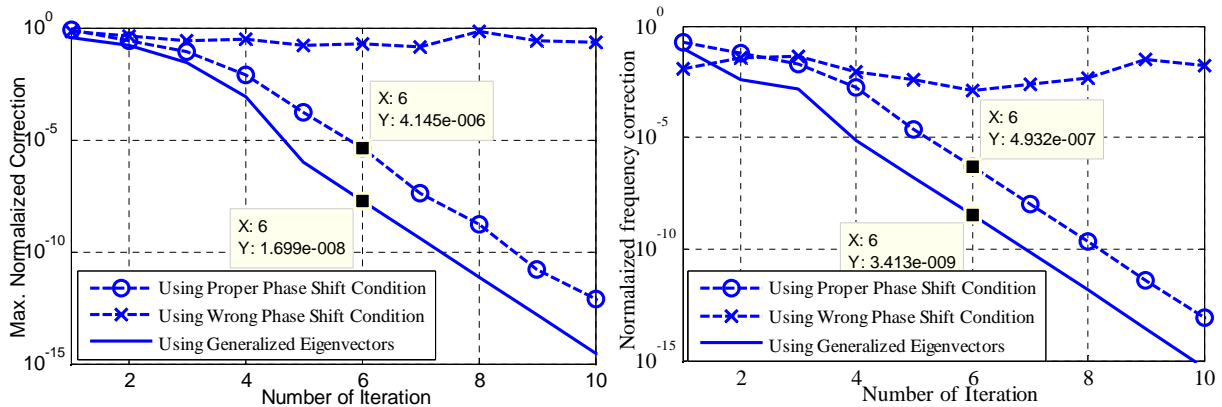 Max. Normalaized Correction
10^0
10^-5
10^-10
10^-15
X: 6
Y: 4.145e-006
X: 6
Y: 1.699e-008
Using Proper Phase Shift Condition
Using Wrong Phase Shift Condition
Using Generalized Eigenvectors
2 4 6 8 10
Number of Iteration
Normalaized frequency correction
10^0
10^-5
10^-10
10^-15
X: 6
Y: 4.932e-007
X: 6
Y: 3.413e-009
Using Proper Phase Shift Condition
Using Wrong Phase Shift Condition
Using Generalized Eigenvectors
2 4 6 8 10
Number of Iteration